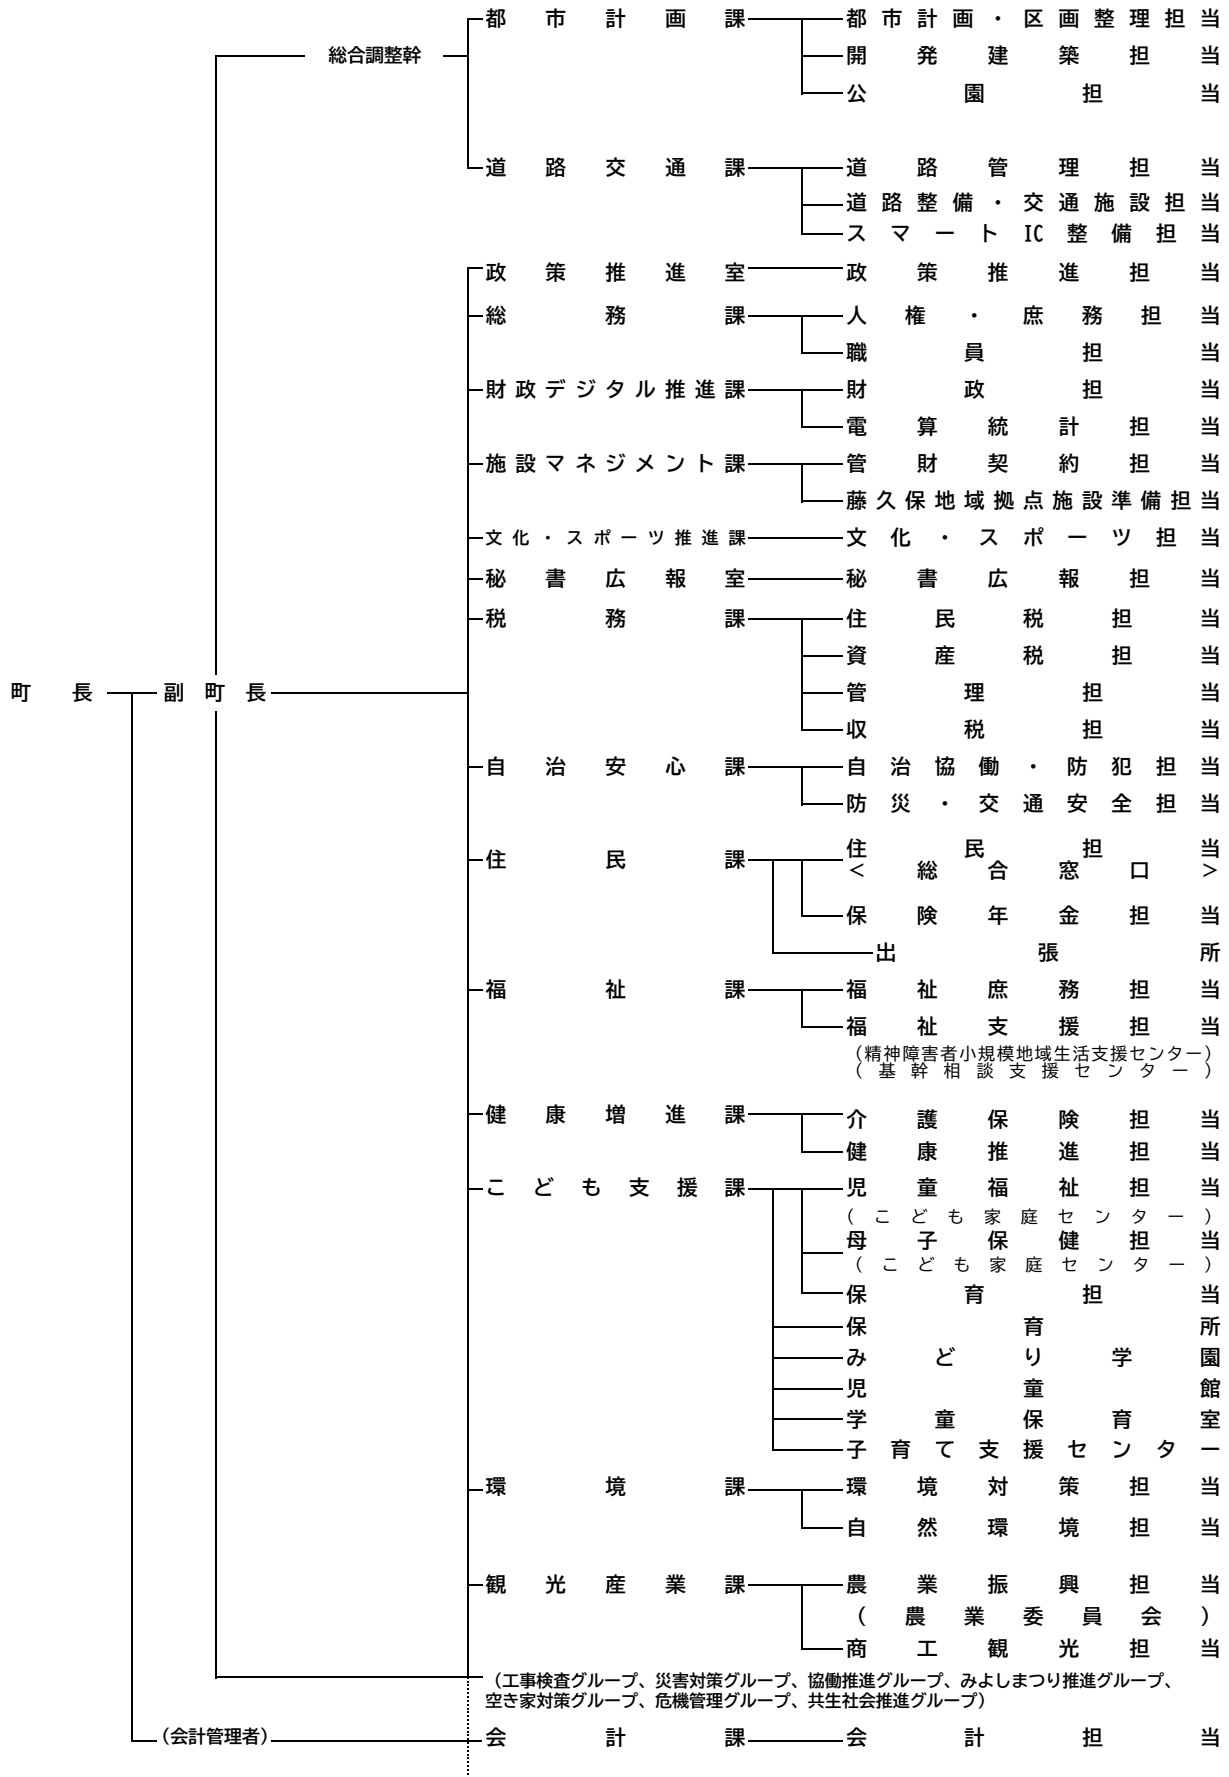 都市計画課 都市計画・区画整理担当
総合調整幹 開発建築担当
公園担当
道路交通課 道路管理担当
道路整備・交通施設担当
スマートIC整備担当
政策推進室 政策推進担当
総務課 人権・庶務担当
職員担当
財政デジタル推進課 財政担当
電算統計担当
施設マネジメント課 管財契約担当
藤久保地域拠点施設準備担当
文化・スポーツ推進課 文化・スポーツ担当
秘書広報室 秘書広報担当
税務課 住民税担当
資産税担当
町長 副町長 管理担当
収税担当
自治安心課 自治協働・防犯担当
防災・交通安全担当
住民課 住民担当
<総合窓口>
保険年金担当
出張所
福祉課 福祉庶務担当
福祉支援担当
（精神障害者小規模地域生活支援センター）
（基幹相談支援センター）
健康増進課 介護保険担当
健康推進担当
こども支援課 児童福祉担当
（こども家庭センター）
母子保健担当
（こども家庭センター）
保育担当
保育所
みどり学園
児童館
学童保育室
子育て支援センター
環境課 環境対策担当
自然環境担当
観光産業課 農業振興担当
（農業委員会）
商工観光担当
（工事検査グループ、災害対策グループ、協働推進グループ、みよしまつり推進グループ、
空き家対策グループ、危機管理グループ、共生社会推進グループ）
（会計管理者） 会計課 会計担当